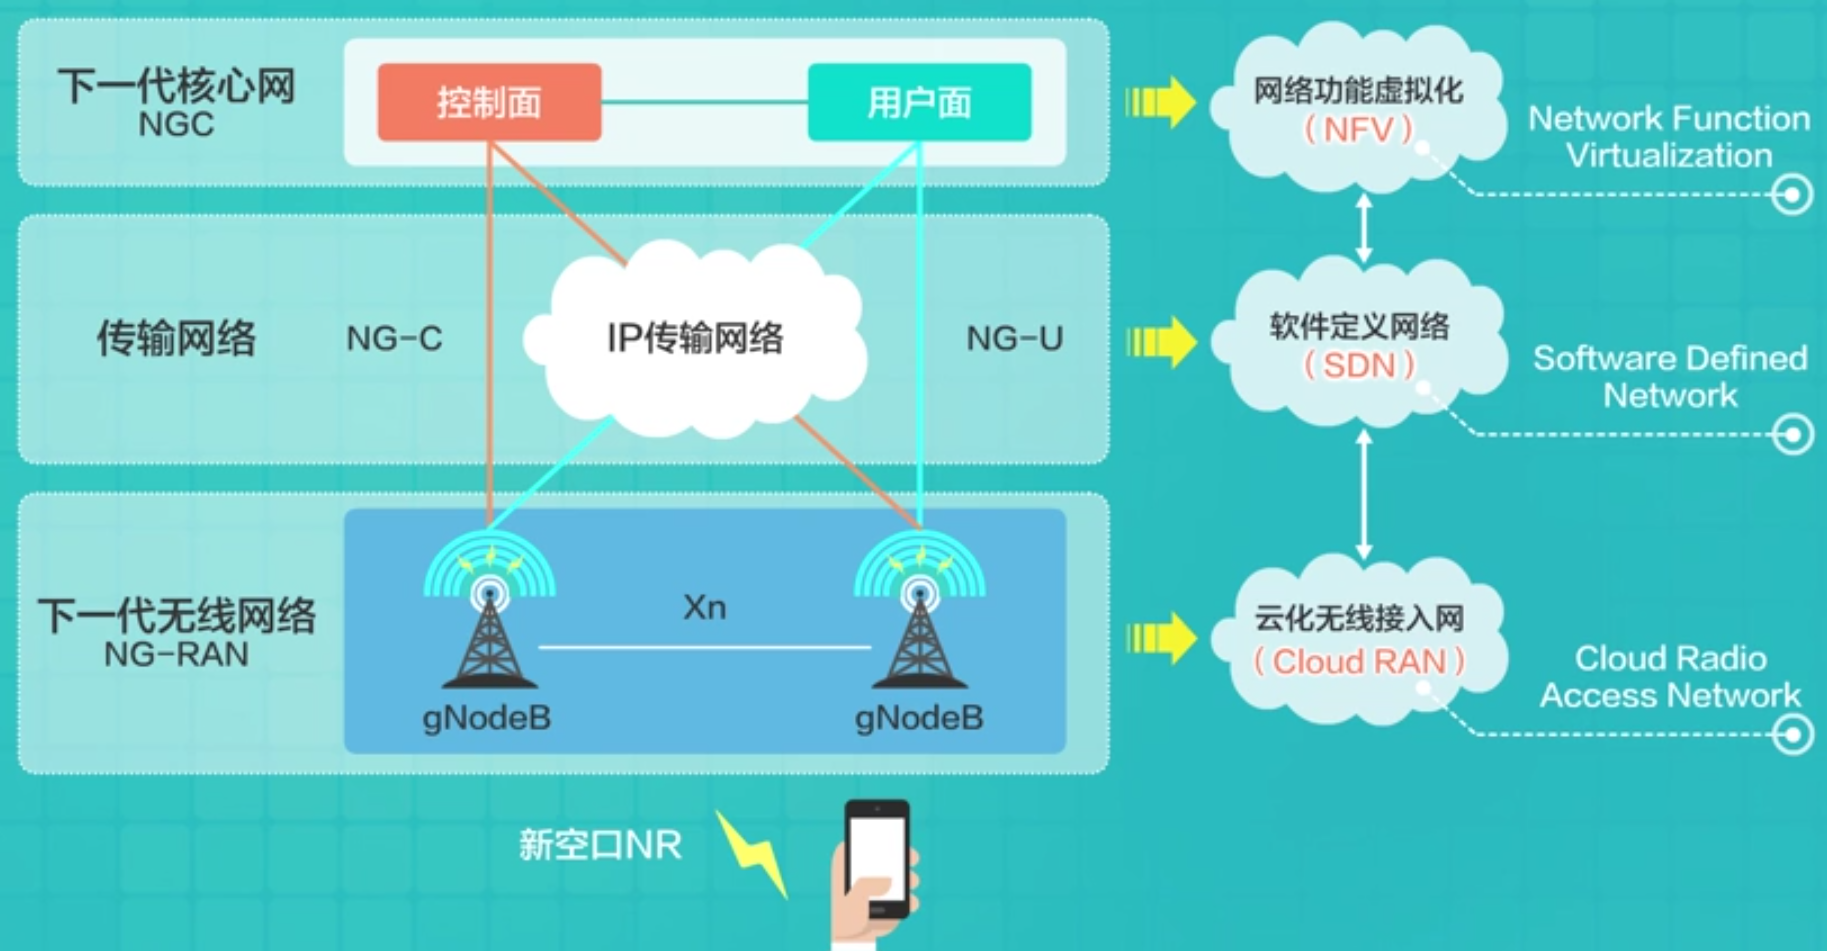 下一代核心网
NGC
控制面
用户面
网络功能虚拟化
（NFV）
Network Function
Virtualization
传输网络
NG-C
IP传输网络
NG-U
软件定义网络
（SDN）
Software Defined
Network
下一代无线网络
NG-RAN
Xn
gNodeB
gNodeB
云化无线接入网
（Cloud RAN）
Cloud Radio
Access Network
新空口NR